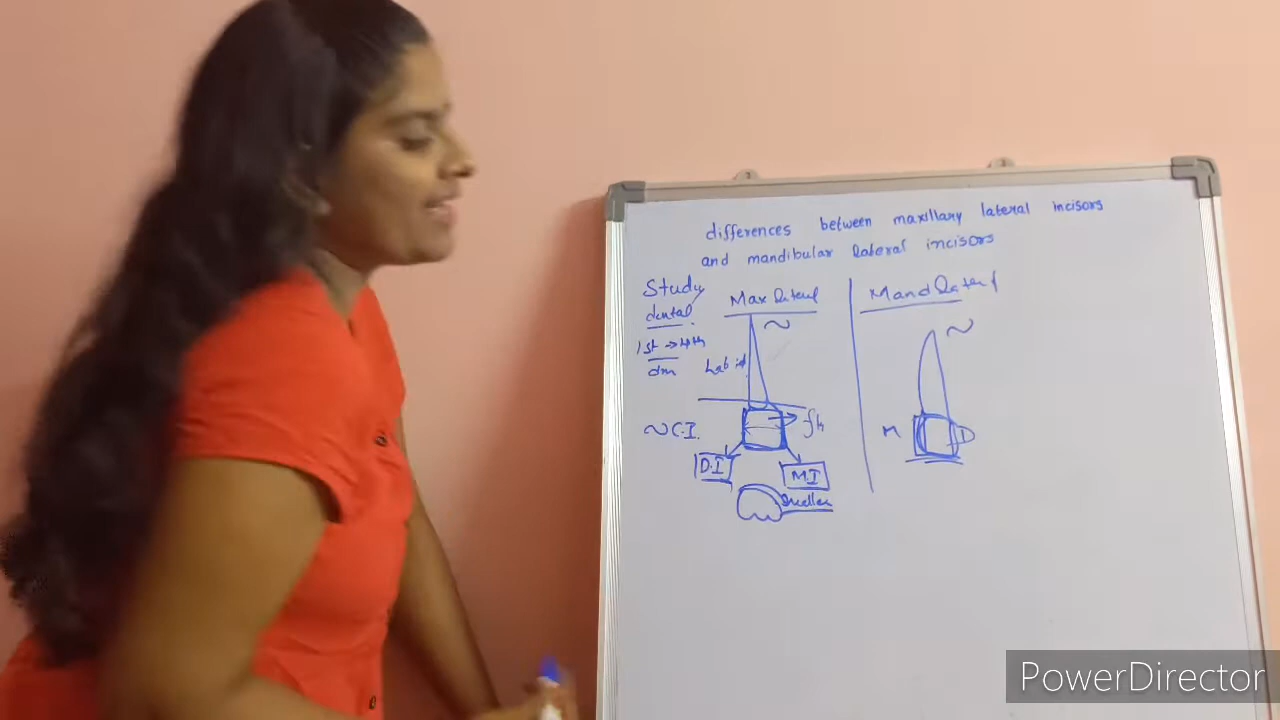 differences between maxillary lateral incisors
and mandibular lateral incisors
Study
dental
1st → 4th
dm
Max lateral
Mand lateral
~
~
~ C.I.
D.I
M.I
Smaller
M
D
PowerDirector